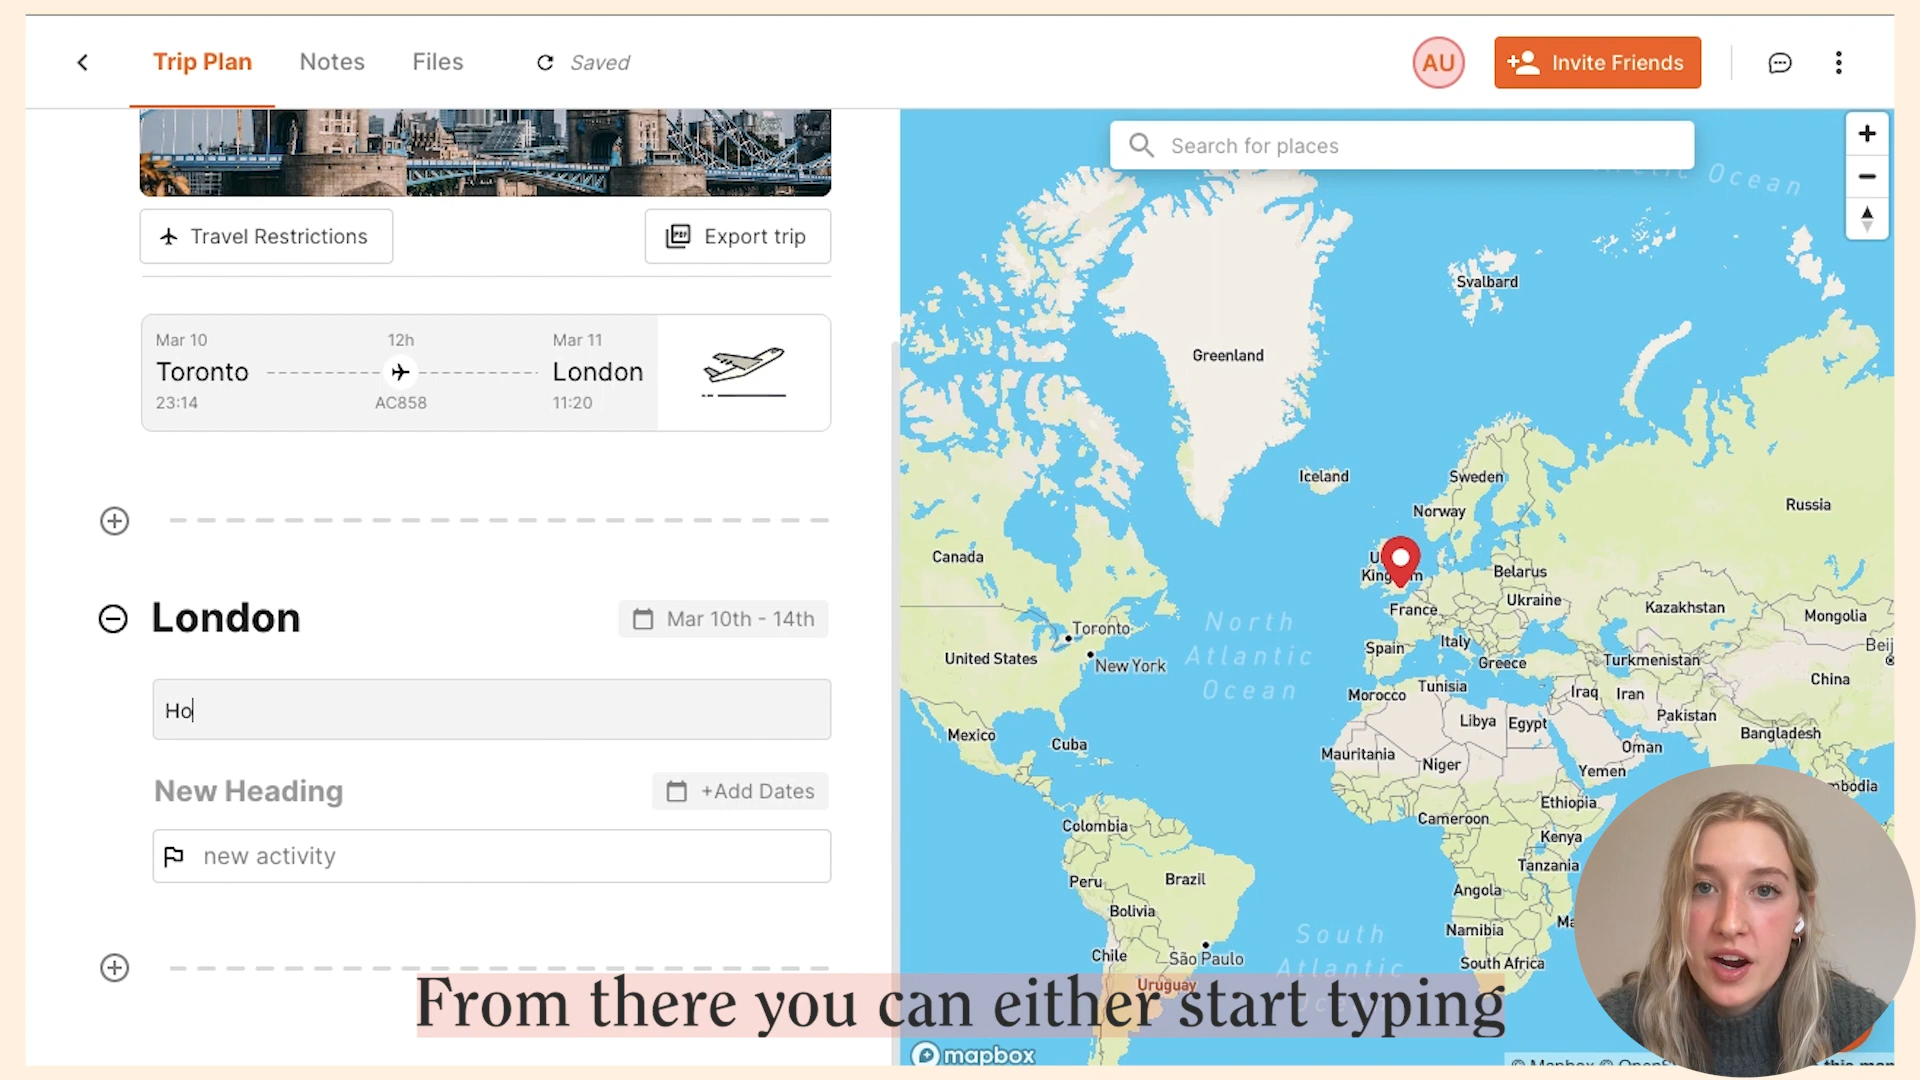 Trip Plan
Notes
Files
Saved
AU
Invite Friends
Travel Restrictions
PDF
Export trip
Mar 10
12h
Mar 11
Toronto
London
23:14
AC858
11:20
London
Mar 10th - 14th
Ho
New Heading
+Add Dates
new activity
Search for places
Ocean
Svalbard
Greenland
Iceland
Sweden
Norway
Russia
Canada
Belarus
Ukraine
France
Kazakhstan
Mongolia
Toronto
North
Atlantic
Ocean
Spain
Italy
Greece
Turkmenistan
United States
New York
Morocco
Tunisia
Iraq
Iran
China
Pakistan
Libya
Egypt
Mexico
Cuba
Bangladesh
Oman
Mauritania
Niger
Yemen
Ethiopia
Colombia
Cameroon
Kenya
Tanzania
Peru
Brazil
Angola
Bolivia
Namibia
South
Atlantic
Chile
São Paulo
South Africa
Uruguay
From there you can either start typing
mapbox